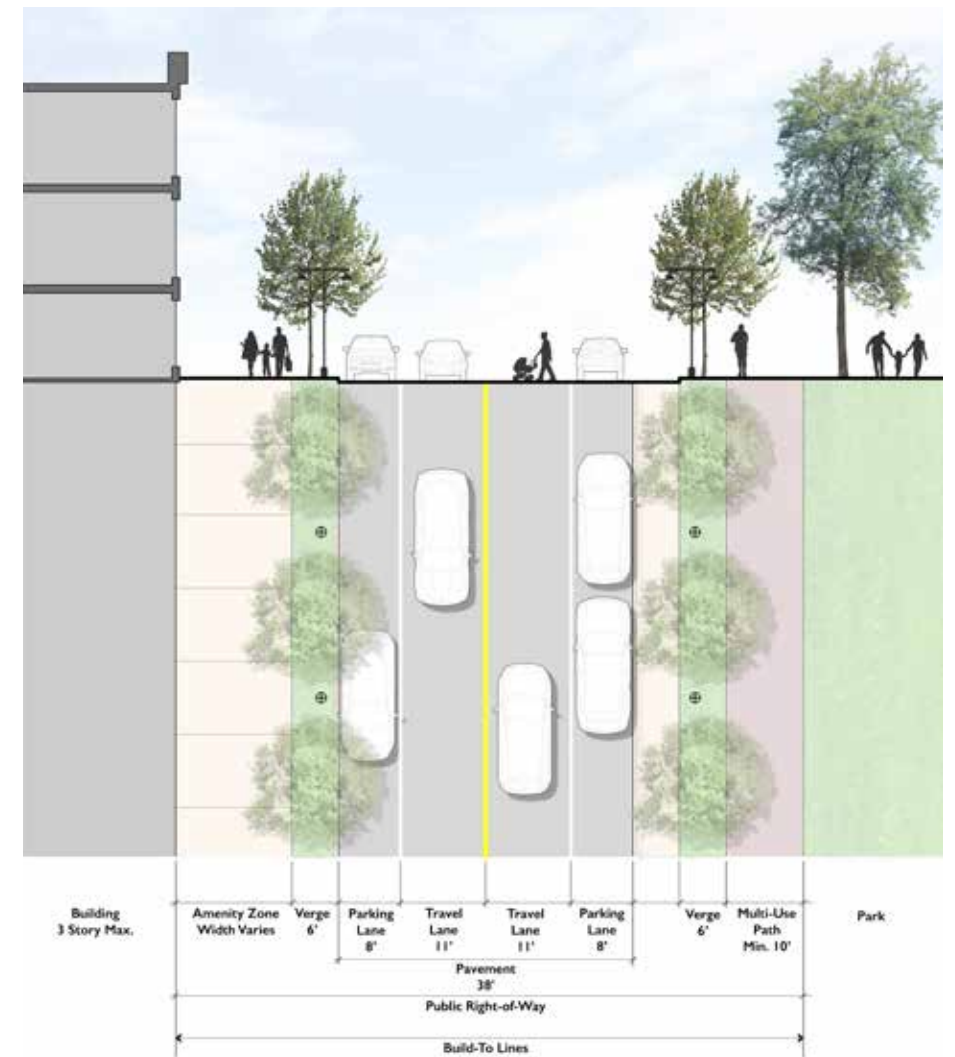 Building
3 Story Max.
Amenity Zone
Width Varies
Verge
6'
Parking
Lane
8'
Travel
Lane
11'
Travel
Lane
11'
Parking
Lane
8'
Verge
6'
Multi-Use
Path
Min. 10'
Park
Pavement
38'
Public Right-of-Way
Build-To Lines